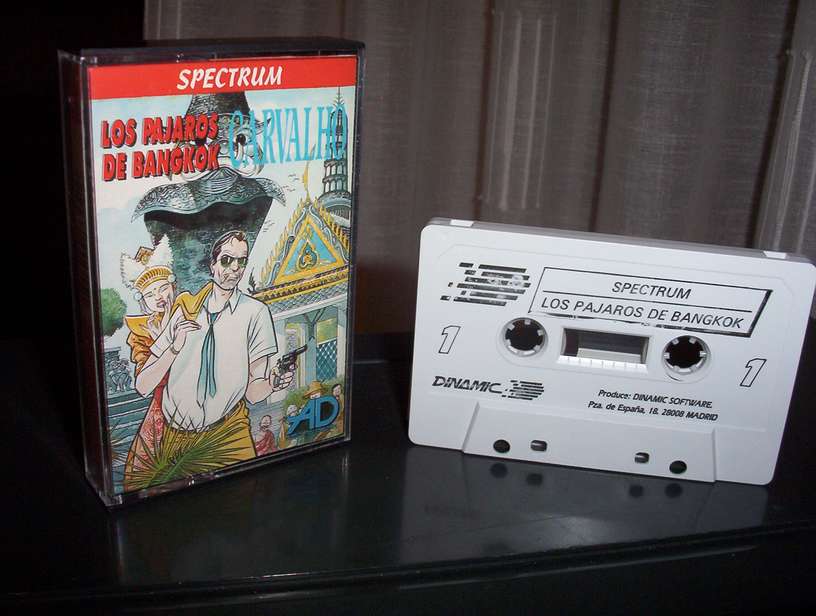 SPECTRUM
LOS PAJAROS
DE BANGKOK
CARVALHO
AD
SPECTRUM
LOS PAJAROS DE BANGKOK
1
1
DINAMIC
Produce: DINAMIC SOFTWARE.
Pza. de España, 18. 28008 MADRID